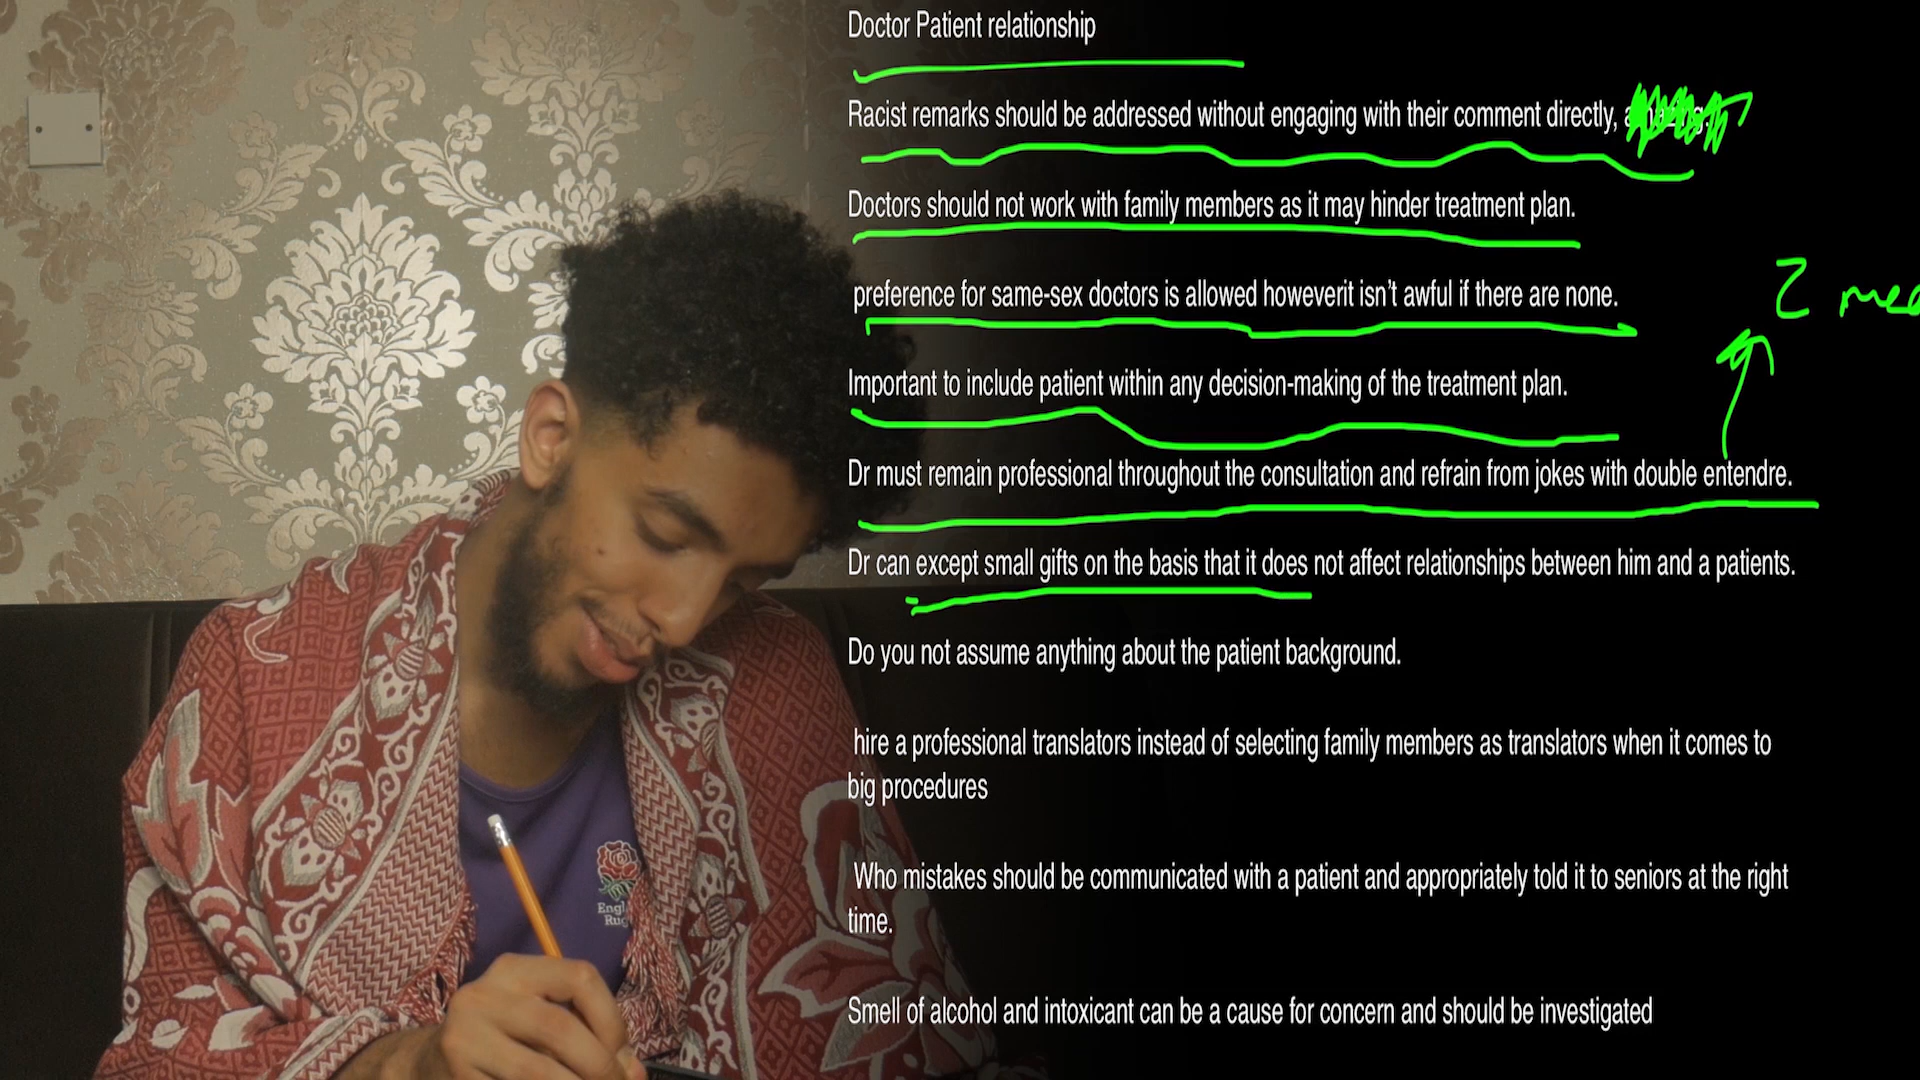 Doctor Patient relationship
Racist remarks should be addressed without engaging with their comment directly,
Doctors should not work with family members as it may hinder treatment plan.
preference for same-sex doctors is allowed howeverit isn't awful if there are none.
2 mea
Important to include patient within any decision-making of the treatment plan.
Dr must remain professional throughout the consultation and refrain from jokes with double entendre.
Dr can except small gifts on the basis that it does not affect relationships between him and a patients.
Do you not assume anything about the patient background.
hire a professional translators instead of selecting family members as translators when it comes to
big procedures
Who mistakes should be communicated with a patient and appropriately told it to seniors at the right
time.
Smell of alcohol and intoxicant can be a cause for concern and should be investigated
Engl
Rug